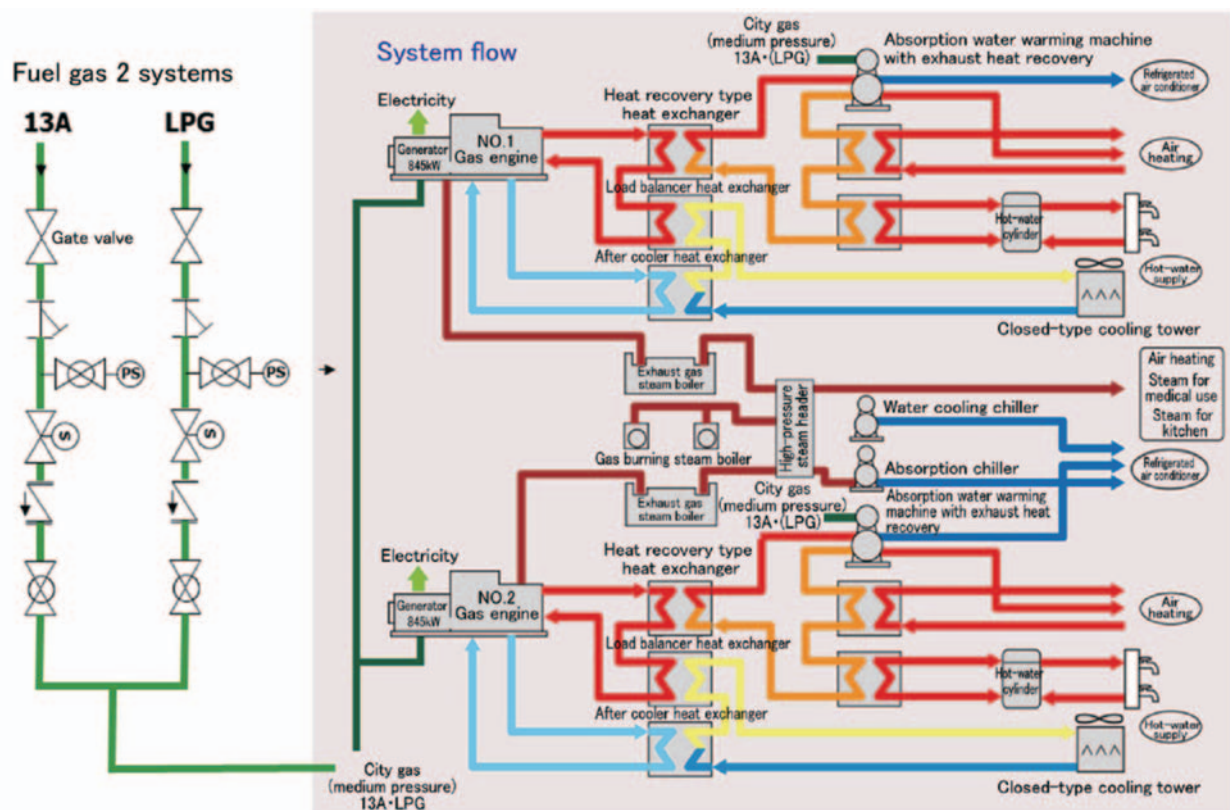 Fuel gas 2 systems
13A
LPG
Gate valve
PS
PS
S
S
System flow
City gas
(medium pressure)
13A・(LPG)
Absorption water warming machine
with exhaust heat recovery
Refrigerated
air conditioner
Electricity
Heat recovery type
heat exchanger
Generator
845kW
NO.1
Gas engine
Air
heating
Load balancer heat exchanger
Hot-water
cylinder
After cooler heat exchanger
Hot-water
supply
Closed-type cooling tower
Exhaust gas
steam boiler
Air heating
Steam for
medical use
Steam for
kitchen
High-pressure
steam header
Water cooling chiller
Gas burning steam boiler
Absorption chiller
Refrigerated
air conditioner
Exhaust gas
steam boiler
City gas
(medium pressure)
13A・(LPG)
Absorption water warming
machine with exhaust heat
recovery
Electricity
Heat recovery type
heat exchanger
Generator
845kW
NO.2
Gas engine
Air
heating
Load balancer heat exchanger
Hot-water
cylinder
After cooler heat exchanger
Hot-water
supply
Closed-type cooling tower
City gas
(medium pressure)
13A・LPG